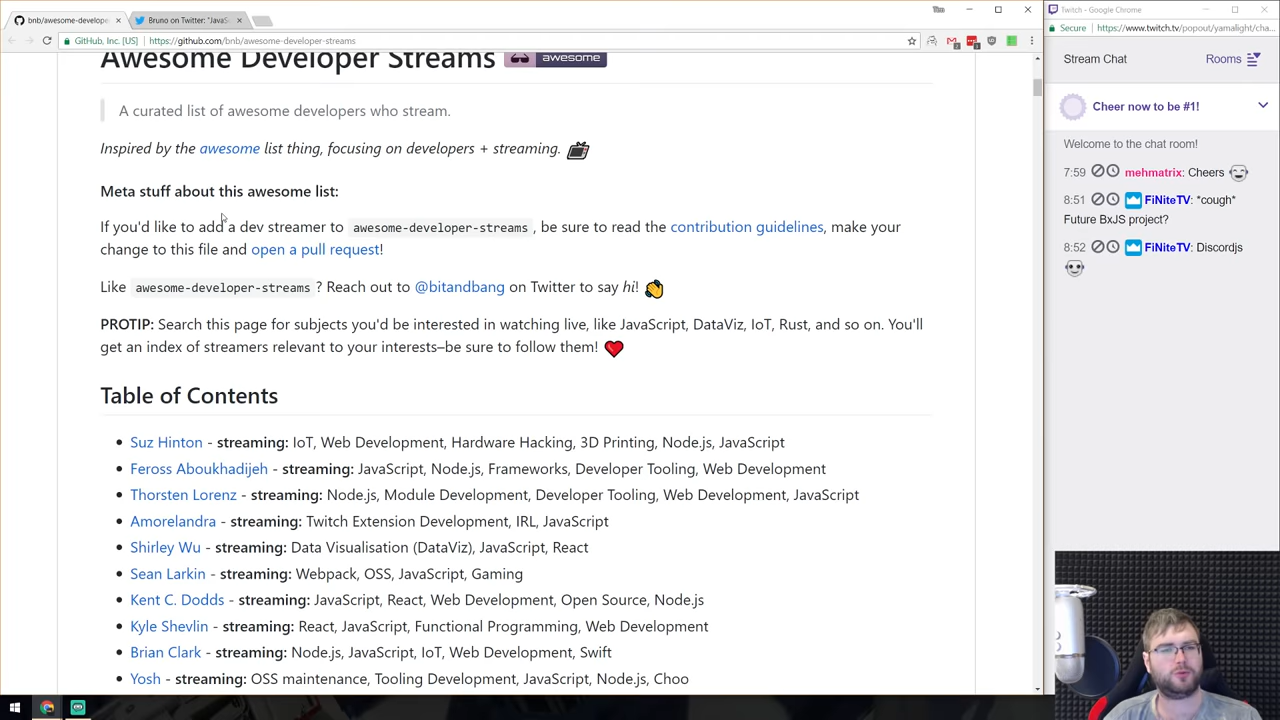 bnb/awesome-develope
Bruno on Twitter: "JavaS
Tim
GitHub, Inc. [US]
https://github.com/bnb/awesome-developer-streams
Awesome Developer Streams
awesome
A curated list of awesome developers who stream.
Inspired by the awesome list thing, focusing on developers + streaming.
Meta stuff about this awesome list:
If you'd like to add a dev streamer to awesome-developer-streams, be sure to read the contribution guidelines, make your
change to this file and open a pull request!
Like awesome-developer-streams? Reach out to @bitandbang on Twitter to say hi!
PROTIP: Search this page for subjects you'd be interested in watching live, like JavaScript, DataViz, IoT, Rust, and so on. You'll
get an index of streamers relevant to your interests–be sure to follow them!
Table of Contents
• Suz Hinton - streaming: IoT, Web Development, Hardware Hacking, 3D Printing, Node.js, JavaScript
• Feross Aboukhadijeh - streaming: JavaScript, Node.js, Frameworks, Developer Tooling, Web Development
• Thorsten Lorenz - streaming: Node.js, Module Development, Developer Tooling, Web Development, JavaScript
• Amorelandra - streaming: Twitch Extension Development, IRL, JavaScript
• Shirley Wu - streaming: Data Visualisation (DataViz), JavaScript, React
• Sean Larkin - streaming: Webpack, OSS, JavaScript, Gaming
• Kent C. Dodds - streaming: JavaScript, React, Web Development, Open Source, Node.js
• Kyle Shevlin - streaming: React, JavaScript, Functional Programming, Web Development
• Brian Clark - streaming: Node.js, JavaScript, IoT, Web Development, Swift
• Yosh - streaming: OSS maintenance, Tooling Development, JavaScript, Node.js, Choo
Twitch - Google Chrome
Secure
https://www.twitch.tv/popout/yamalight/cha...
Stream Chat
Rooms
Cheer now to be #1!
Welcome to the chat room!
7:59 mehmatrix: Cheers
8:51 FiNiteTV: *cough*
Future BxJS project?
8:52 FiNiteTV: Discordjs